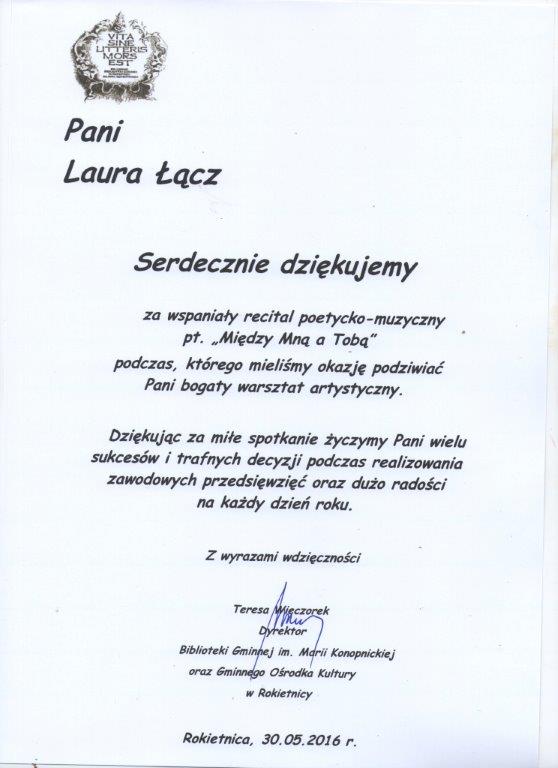 VITA
SINE
LITTERIS
MORS
EST
Pani
Laura Łącz
Serdecznie dziękujemy
za wspaniały recital poetycko-muzyczny
pt. „Między Mną a Tobą”
podczas, którego mieliśmy okazję podziwiać
Pani bogaty warsztat artystyczny.
Dziękując za miłe spotkanie życzymy Pani wielu
sukcesów i trafnych decyzji podczas realizowania
zawodowych przedsięwzięć oraz dużo radości
na każdy dzień roku.
Z wyrazami wdzięczności
Teresa Wieczorek
Dyrektor
Biblioteki Gminnej im. Marii Konopnickiej
oraz Gminnego Ośrodka Kultury
w Rokietnicy
Rokietnica, 30.05.2016 r.